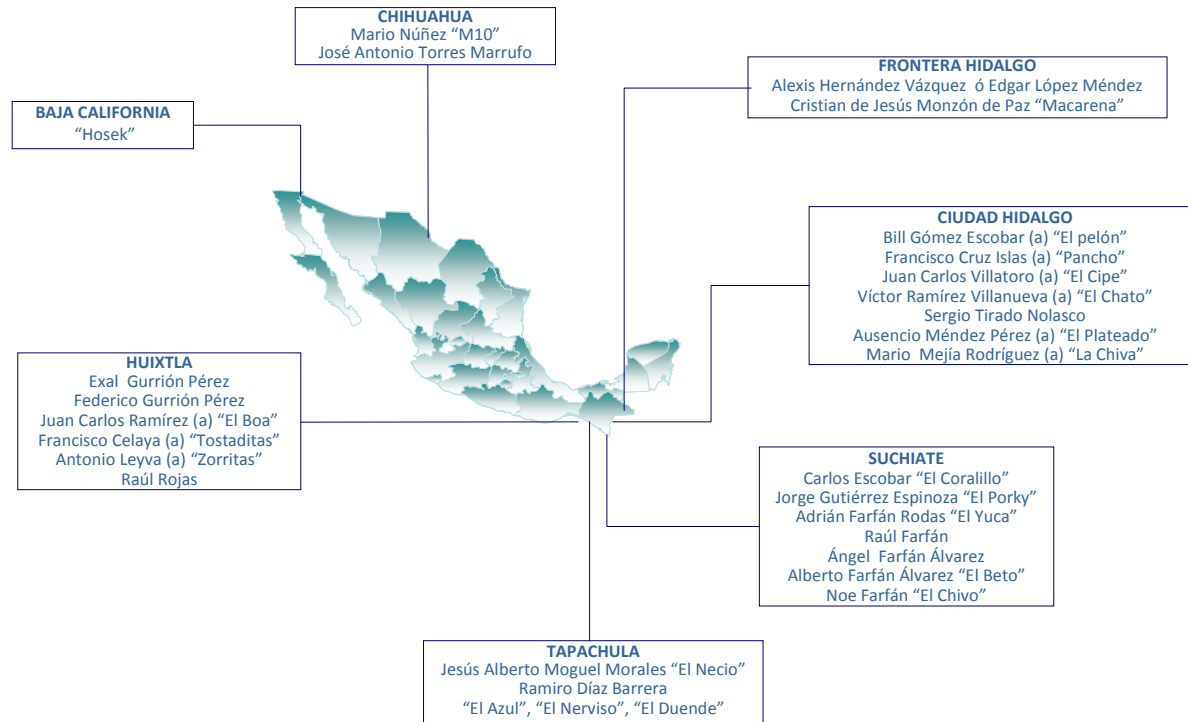 CHIHUAHUA
Mario Núñez “M10”
José Antonio Torres Marrufo
FRONTERA HIDALGO
Alexis Hernández Vázquez ó Edgar López Méndez
Cristian de Jesús Monzón de Paz “Macarena”
BAJA CALIFORNIA
“Hosek”
CIUDAD HIDALGO
Bill Gómez Escobar (a) “El pelón”
Francisco Cruz Islas (a) “Pancho”
Juan Carlos Villatoro (a) “El Cipe”
Víctor Ramírez Villanueva (a) “El Chato”
Sergio Tirado Nolasco
Ausencio Méndez Pérez (a) “El Plateado”
Mario Mejía Rodríguez (a) “La Chiva”
HUIXTLA
Exal Gurrión Pérez
Federico Gurrión Pérez
Juan Carlos Ramírez (a) “El Boa”
Francisco Celaya (a) “Tostaditas”
Antonio Leyva (a) “Zorritas”
Raúl Rojas
SUCHIATE
Carlos Escobar “El Coralillo”
Jorge Gutiérrez Espinoza “El Porky”
Adrián Farfán Rodas “El Yuca”
Raúl Farfán
Ángel Farfán Álvarez
Alberto Farfán Álvarez “El Beto”
Noe Farfán “El Chivo”
TAPACHULA
Jesús Alberto Moguel Morales “El Necio”
Ramiro Díaz Barrera
“El Azul”, “El Nerviso”, “El Duende”